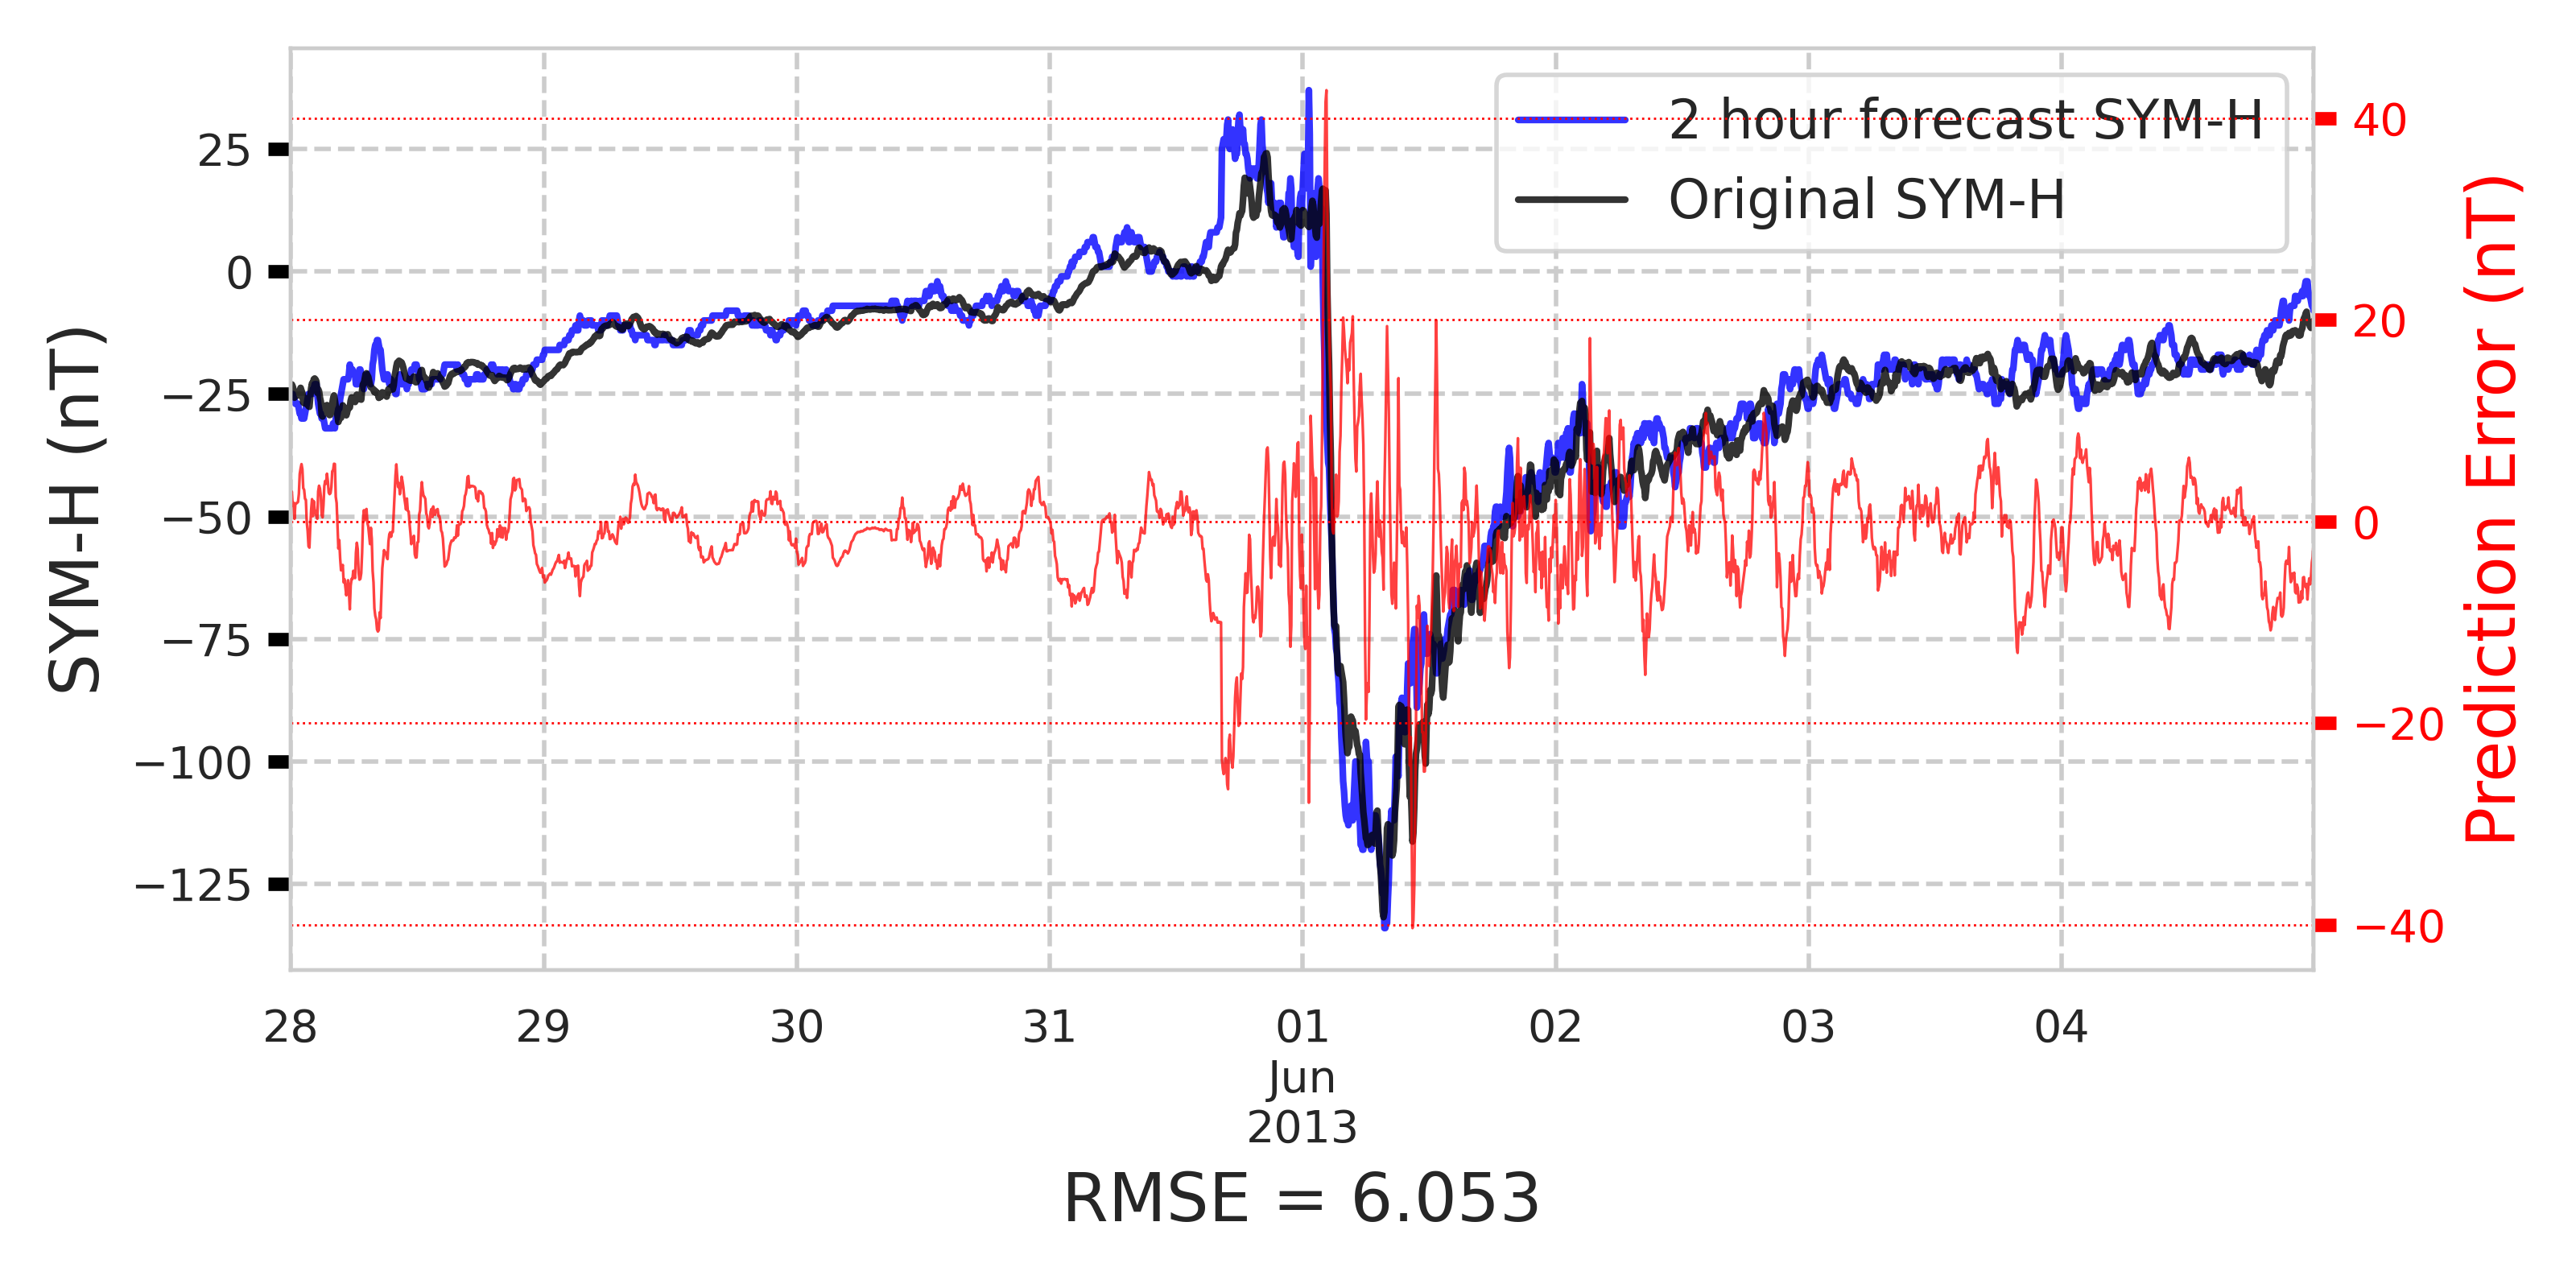 2 hour forecast SYM-H
Original SYM-H
SYM-H (nT)
25
0
−25
−50
−75
−100
−125
40
20
0
−20
−40
Prediction Error (nT)
28 29 30 31 01 02 03 04
Jun
2013
RMSE = 6.053